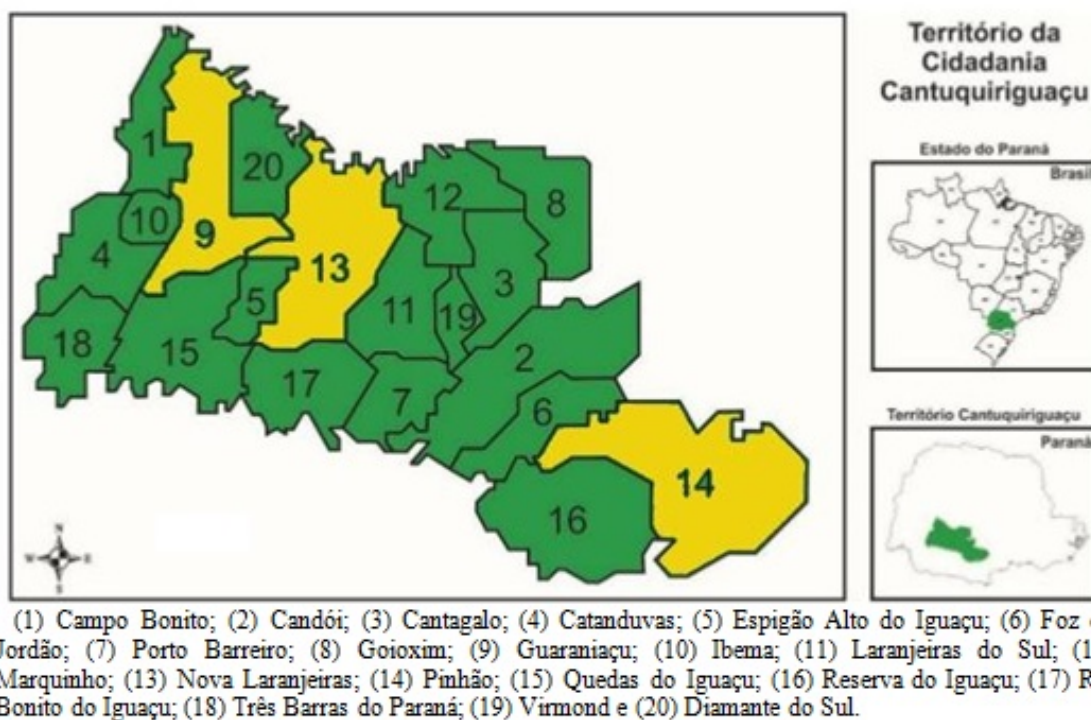 Território da
Cidadania
Cantuquiriguaçu
Estado do Paraná
Brasil
Território Cantuquiriguaçu
Paraná
1
20
12
8
10
9
4
13
3
5
11
19
18
15
2
17
7
6
14
16
N
W
E
S
(1) Campo Bonito; (2) Candói; (3) Cantagalo; (4) Catanduvas; (5) Espigão Alto do Iguaçu; (6) Foz
Jordão; (7) Porto Barreiro; (8) Goioxim; (9) Guaraniaçu; (10) Ibema; (11) Laranjeiras do Sul; (1
Marquinho; (13) Nova Laranjeiras; (14) Pinhão; (15) Quedas do Iguaçu; (16) Reserva do Iguaçu; (17) R
Bonito do Iguaçu; (18) Três Barras do Paraná; (19) Virmond e (20) Diamante do Sul.